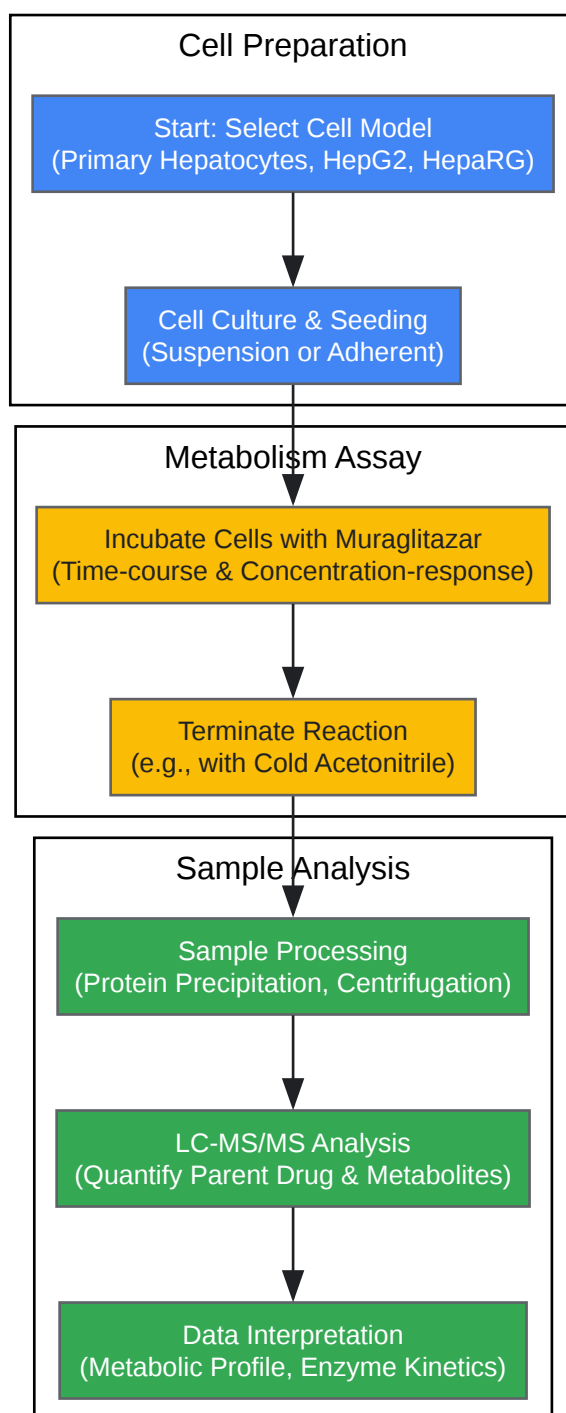 Cell Preparation
Start: Select Cell Model
(Primary Hepatocytes, HepG2, HepaRG)
Cell Culture & Seeding
(Suspension or Adherent)
Metabolism Assay
Incubate Cells with Muraglitazar
(Time-course & Concentration-response)
Terminate Reaction
(e.g., with Cold Acetonitrile)
Sample Analysis
Sample Processing
(Protein Precipitation, Centrifugation)
LC-MS/MS Analysis
(Quantify Parent Drug & Metabolites)
Data Interpretation
(Metabolic Profile, Enzyme Kinetics)